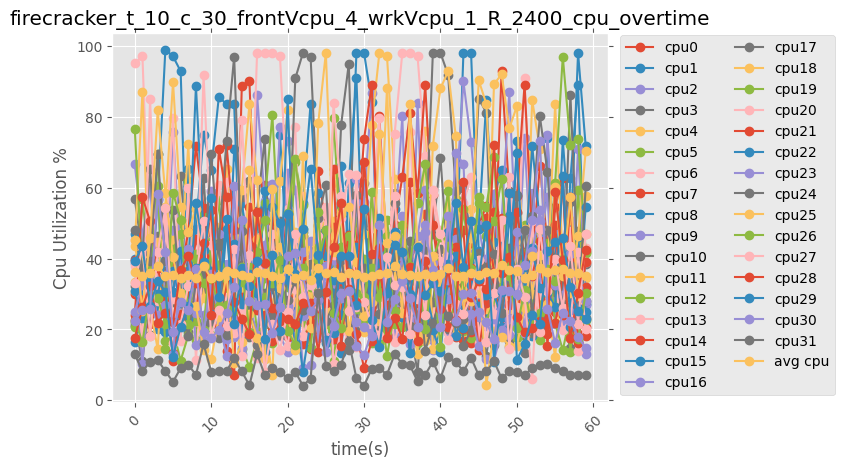 firecracker_t_10_c_30_frontVcpu_4_wrkVcpu_1_R_2400_cpu_overtime
100
80
60
40
20
0
Cpu Utilization %
0
10
20
30
40
50
60
time(s)
cpu0
cpu1
cpu2
cpu3
cpu4
cpu5
cpu6
cpu7
cpu8
cpu9
cpu10
cpu11
cpu12
cpu13
cpu14
cpu15
cpu16
cpu17
cpu18
cpu19
cpu20
cpu21
cpu22
cpu23
cpu24
cpu25
cpu26
cpu27
cpu28
cpu29
cpu30
cpu31
avg cpu